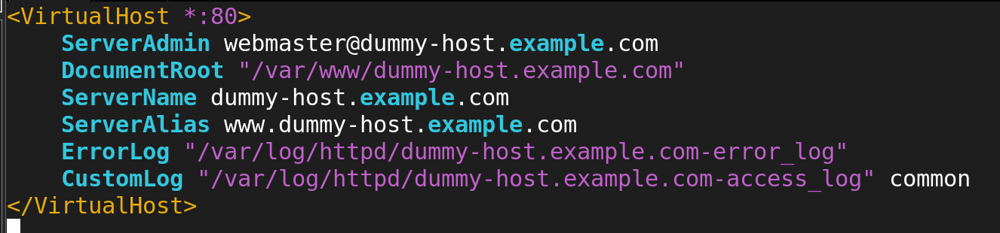 <VirtualHost *:80>
    ServerAdmin webmaster@dummy-host.example.com
    DocumentRoot "/var/www/dummy-host.example.com"
    ServerName dummy-host.example.com
    ServerAlias www.dummy-host.example.com
    ErrorLog "/var/log/httpd/dummy-host.example.com-error_log"
    CustomLog "/var/log/httpd/dummy-host.example.com-access_log" common
</VirtualHost>